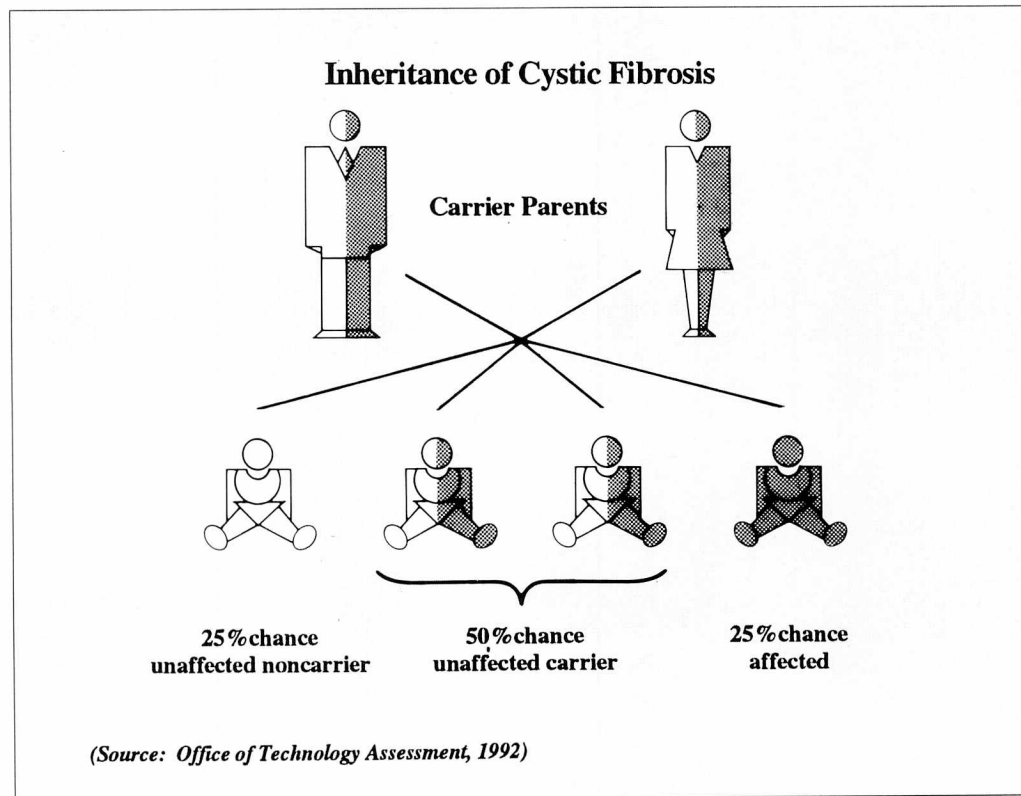 Inheritance of Cystic Fibrosis
Carrier Parents
25%chance
unaffected noncarrier
50%chance
unaffected carrier
25%chance
affected
(Source: Office of Technology Assessment, 1992)